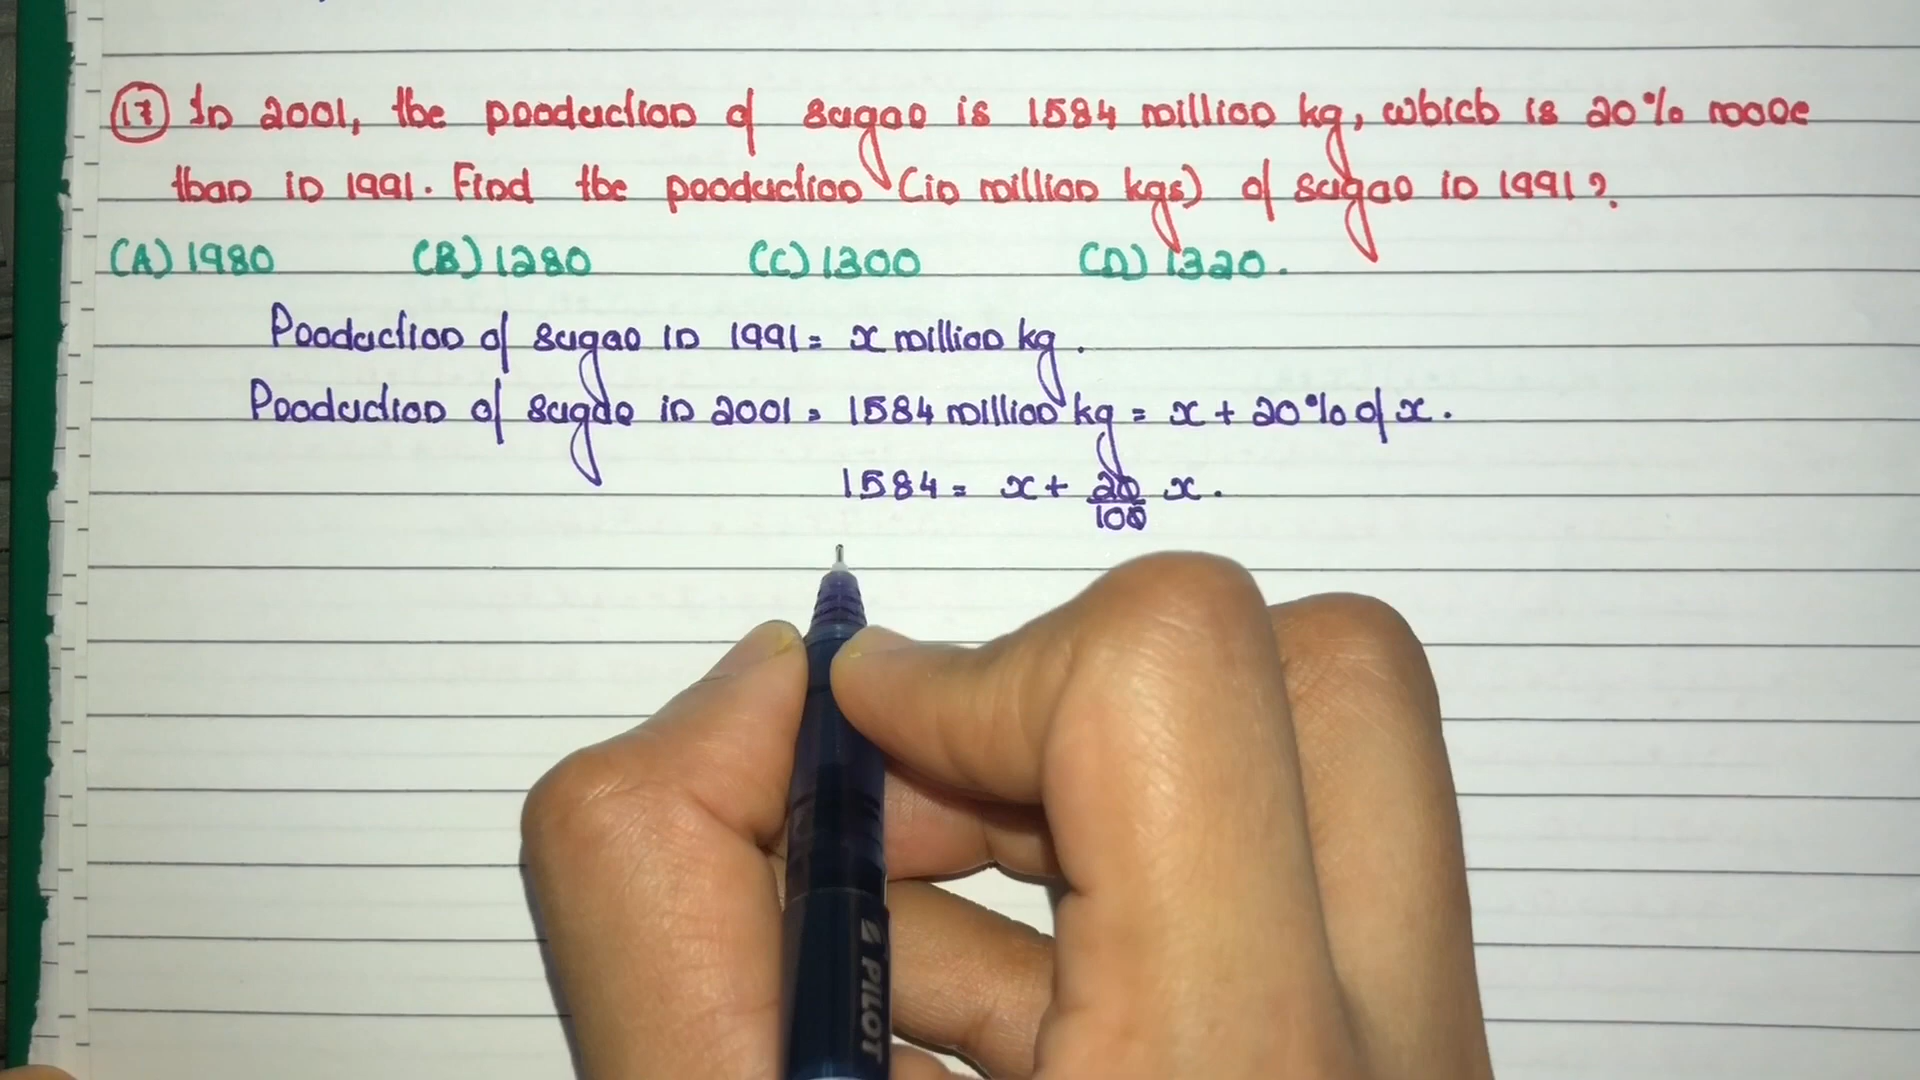 17 In 2001, the production of sugar is 1584 million kg, which is 20% more
than in 1991. Find the production (in million kgs) of sugar in 1991?
(A) 1980 (B) 1280 (C) 1300 (D) 1320.
Production of sugar in 1991 = x million kg.
Production of sugar in 2001 = 1584 million kg = x + 20% of x.
1584 = x + 20/100 x.
PILOT